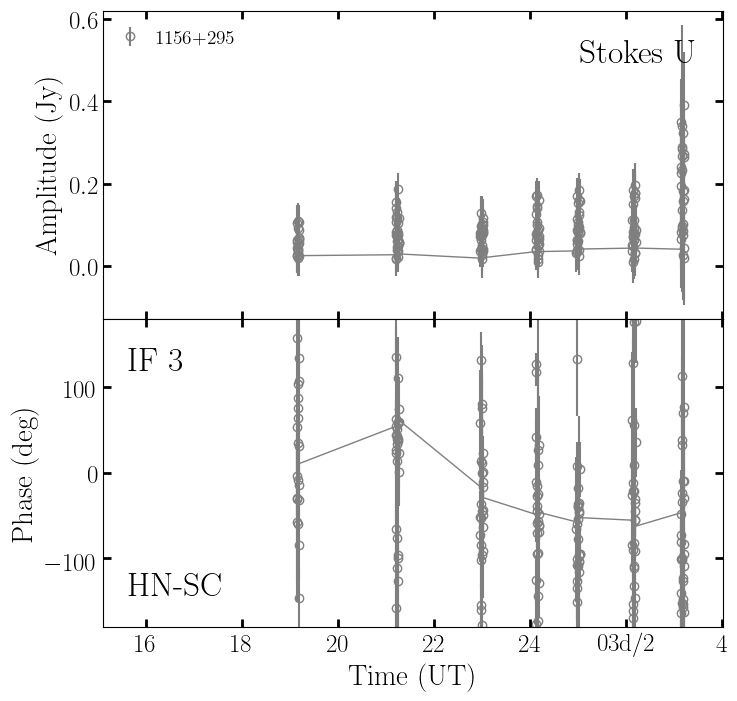 0.6
1156+295
Stokes U
0.4
0.2
0.0
Amplitude (Jy)
IF 3
100
0
−100
Phase (deg)
HN-SC
16 18 20 22 24 03d/2 4
Time (UT)